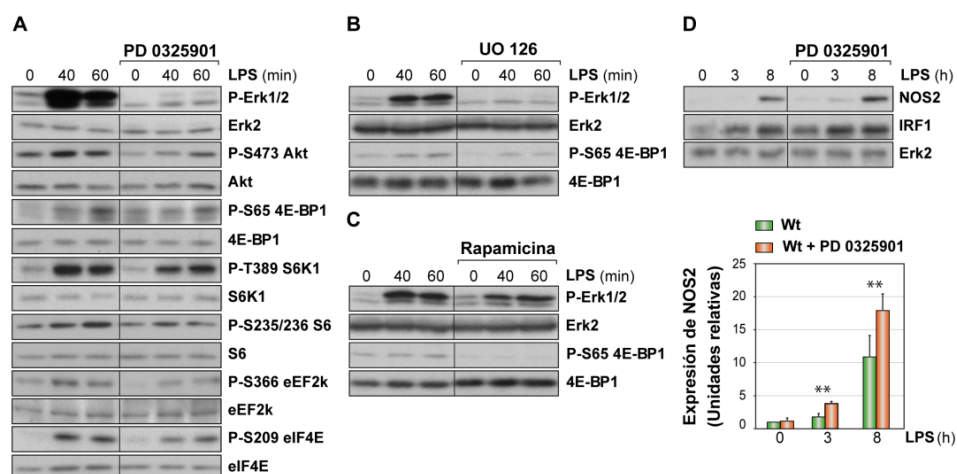 A
PD 0325901
0 40 60 0 40 60 LPS (min)
P-Erk1/2
Erk2
P-S473 Akt
Akt
P-S65 4E-BP1
4E-BP1
P-T389 S6K1
S6K1
P-S235/236 S6
S6
P-S366 eEF2k
eEF2k
P-S209 eIF4E
eIF4E
B
UO 126
0 40 60 0 40 60 LPS (min)
P-Erk1/2
Erk2
P-S65 4E-BP1
4E-BP1
C
Rapamicina
0 40 60 0 40 60 LPS (min)
P-Erk1/2
Erk2
P-S65 4E-BP1
4E-BP1
D
PD 0325901
0 3 8 0 3 8 LPS (h)
NOS2
IRF1
Erk2
Wt
Wt + PD 0325901
Expresión de NOS2
(Unidades relativas)
25
20
15
10
5
0
**
**
0 3 8 LPS (h)